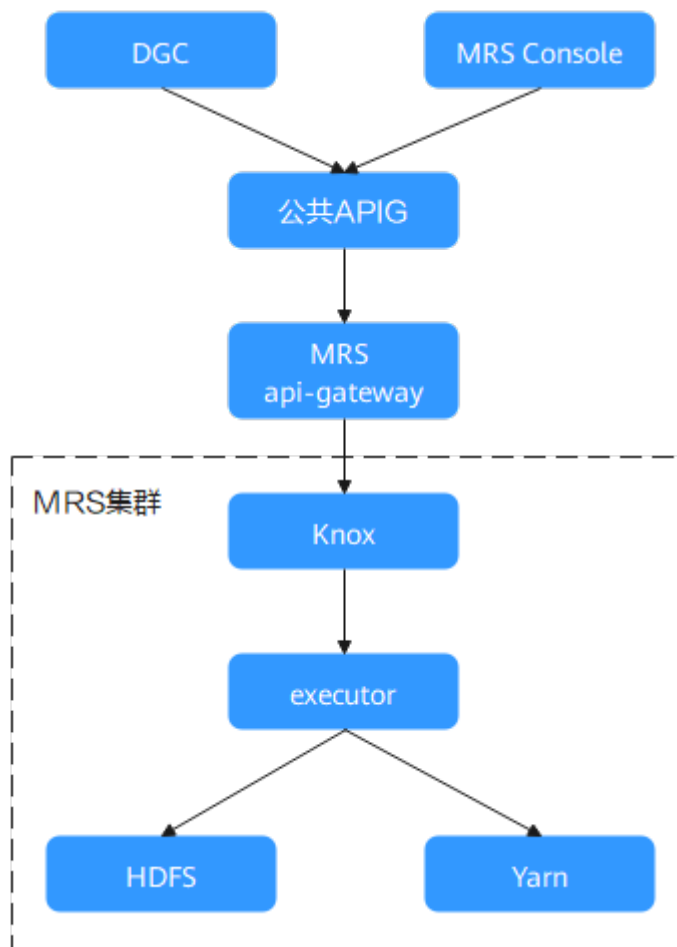 DGC
MRS Console
公共APIG
MRS
api-gateway
MRS集群
Knox
executor
HDFS
Yarn